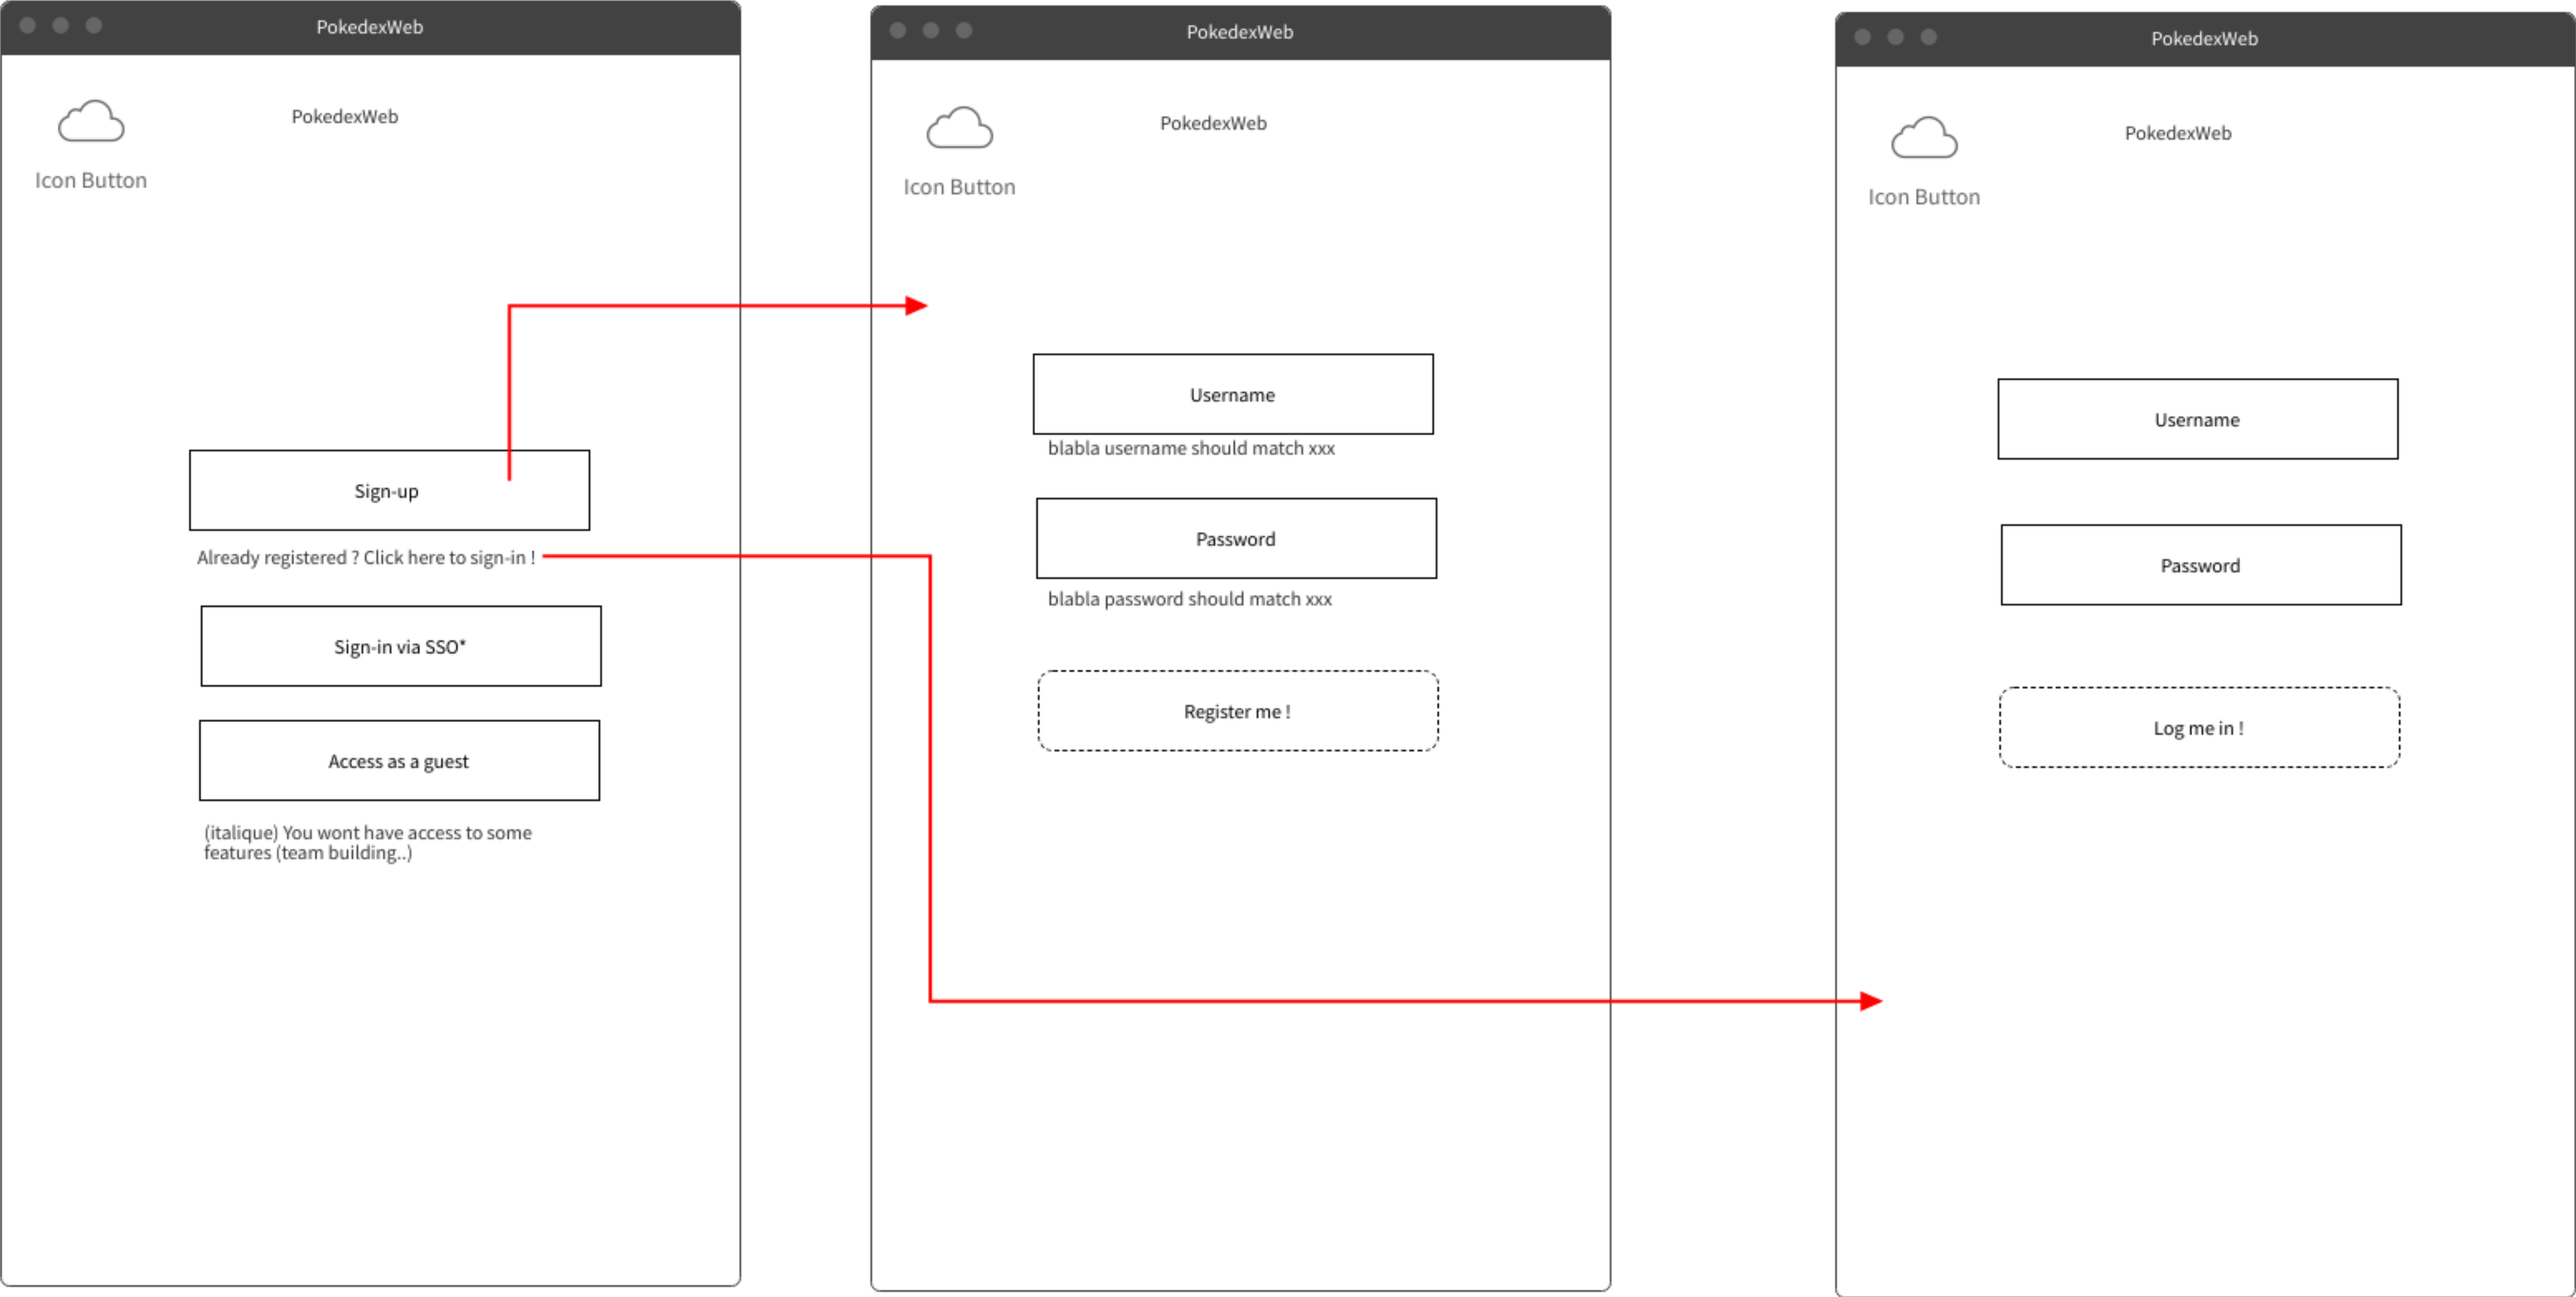 PokedexWeb
PokedexWeb
Icon Button
Sign-up
Already registered ? Click here to sign-in !
Sign-in via SSO*
Access as a guest
(italique) You wont have access to some
features (team building..)
PokedexWeb
PokedexWeb
Icon Button
Username
blabla username should match xxx
Password
blabla password should match xxx
Register me !
PokedexWeb
PokedexWeb
Icon Button
Username
Password
Log me in !